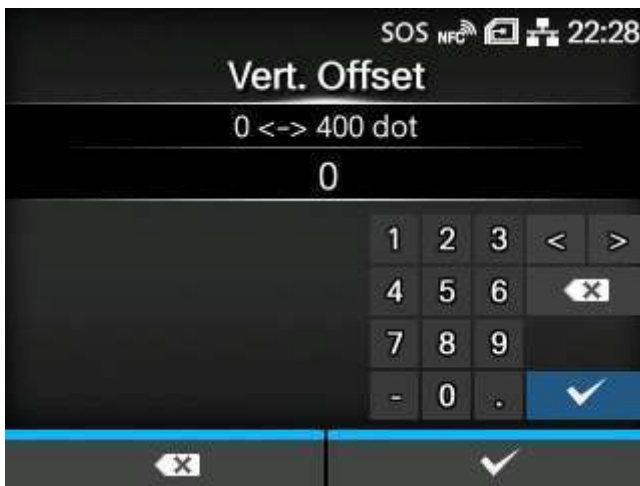 SOS NFC 22:28
Vert. Offset
0 <-> 400 dot
0
1 2 3 < >
4 5 6
7 8 9
- 0 .